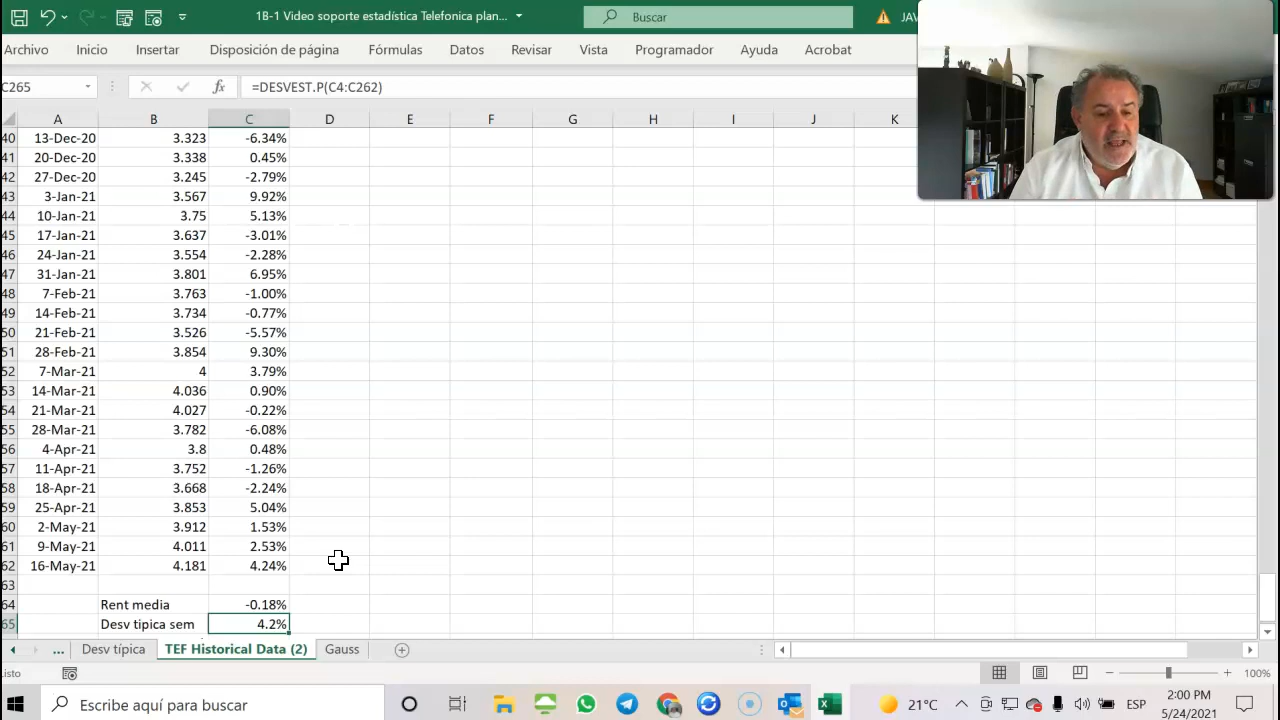 1B-1 Video soporte estadística Telefonica plan...
Buscar
JAV
Archivo Inicio Insertar Disposición de página Fórmulas Datos Revisar Vista Programador Ayuda Acrobat
C265 fx =DESVEST.P(C4:C262)
A B C D E F G H I J K
40 13-Dec-20 3.323 -6.34%
41 20-Dec-20 3.338 0.45%
42 27-Dec-20 3.245 -2.79%
43 3-Jan-21 3.567 9.92%
44 10-Jan-21 3.75 5.13%
45 17-Jan-21 3.637 -3.01%
46 24-Jan-21 3.554 -2.28%
47 31-Jan-21 3.801 6.95%
48 7-Feb-21 3.763 -1.00%
49 14-Feb-21 3.734 -0.77%
50 21-Feb-21 3.526 -5.57%
51 28-Feb-21 3.854 9.30%
52 7-Mar-21 4 3.79%
53 14-Mar-21 4.036 0.90%
54 21-Mar-21 4.027 -0.22%
55 28-Mar-21 3.782 -6.08%
56 4-Apr-21 3.8 0.48%
57 11-Apr-21 3.752 -1.26%
58 18-Apr-21 3.668 -2.24%
59 25-Apr-21 3.853 5.04%
60 2-May-21 3.912 1.53%
61 9-May-21 4.011 2.53%
62 16-May-21 4.181 4.24%
63
64 Rent media -0.18%
65 Desv tipica sem 4.2%
... Desv típica TEF Historical Data (2) Gauss
Listo
100%
Escribe aquí para buscar
21°C
ESP
2:00 PM
5/24/2021